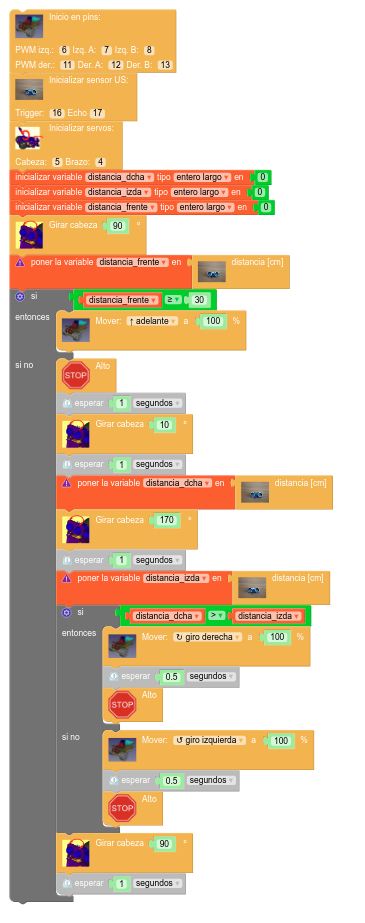 Inicio en pins:
PWM izq.: 6 Izq. A: 7 Izq. B: 8
PWM der.: 11 Der. A: 12 Der. B: 13
Inicializar sensor US:
Trigger: 16 Echo 17
Inicializar servos:
Cabeza: 5 Brazo: 4
inicializar variable distancia_dcha tipo entero largo en 0
inicializar variable distancia_izda tipo entero largo en 0
inicializar variable distancia_frente tipo entero largo en 0
Girar cabeza 90 °
poner la variable distancia_frente en distancia [cm]
si distancia_frente ≥ 30
entonces Mover: ↑ adelante a 100 %
si no STOP Alto
esperar 1 segundos
Girar cabeza 10 °
esperar 1 segundos
poner la variable distancia_dcha en distancia [cm]
Girar cabeza 170 °
esperar 1 segundos
poner la variable distancia_izda en distancia [cm]
si distancia_dcha > distancia_izda
entonces Mover: ↻ giro derecha a 100 %
esperar 0.5 segundos
STOP Alto
si no Mover: ↺ giro izquierda a 100 %
esperar 0.5 segundos
STOP Alto
Girar cabeza 90 °
esperar 1 segundos